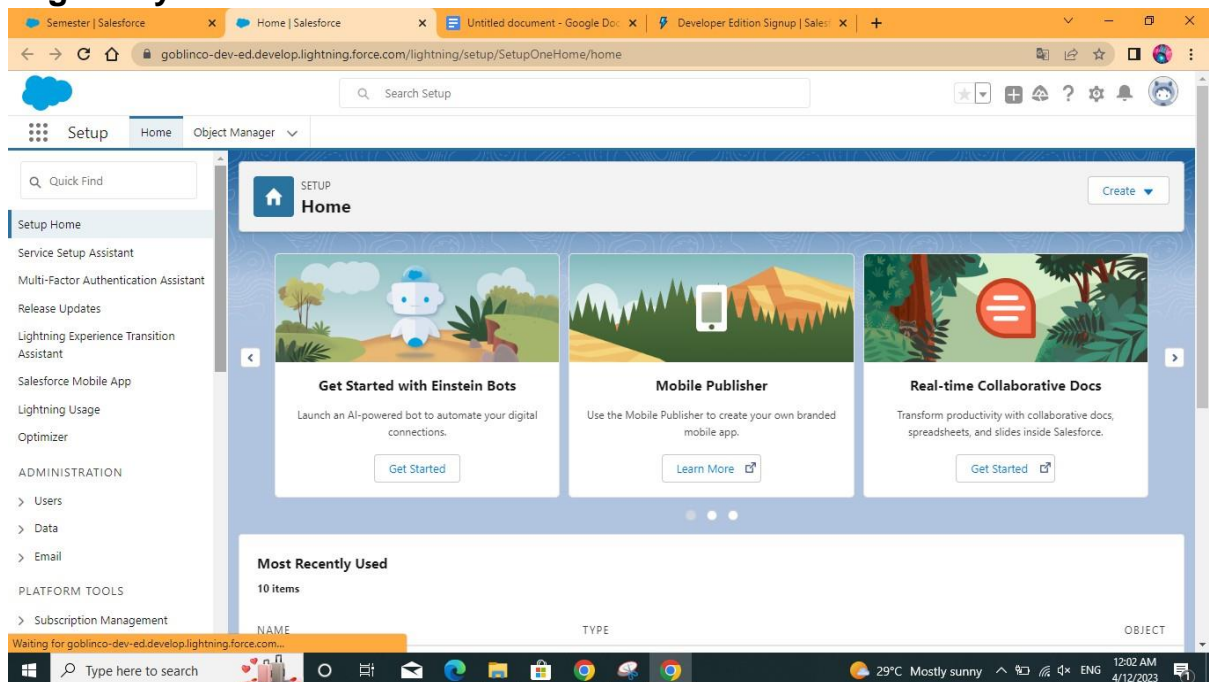 Semester | Salesforce
Home | Salesforce
Untitled document - Google Doc
Developer Edition Signup | Sales
goblinco-dev-ed.develop.lightning.force.com/lightning/setup/SetupOneHome/home
Search Setup
Setup
Home
Object Manager
Quick Find
SETUP
Home
Create
Setup Home
Service Setup Assistant
Multi-Factor Authentication Assistant
Release Updates
Lightning Experience Transition
Assistant
Salesforce Mobile App
Lightning Usage
Optimizer
ADMINISTRATION
Users
Data
Email
PLATFORM TOOLS
Subscription Management
Get Started with Einstein Bots
Launch an AI-powered bot to automate your digital
connections.
Get Started
Mobile Publisher
Use the Mobile Publisher to create your own branded
mobile app.
Learn More
Real-time Collaborative Docs
Transform productivity with collaborative docs,
spreadsheets, and slides inside Salesforce.
Get Started
Most Recently Used
10 items
NAME TYPE OBJECT
Waiting for goblinco-dev-ed.develop.lightning.force.com...
Type here to search
29°C Mostly sunny
ENG
12:02 AM
4/12/2023
1